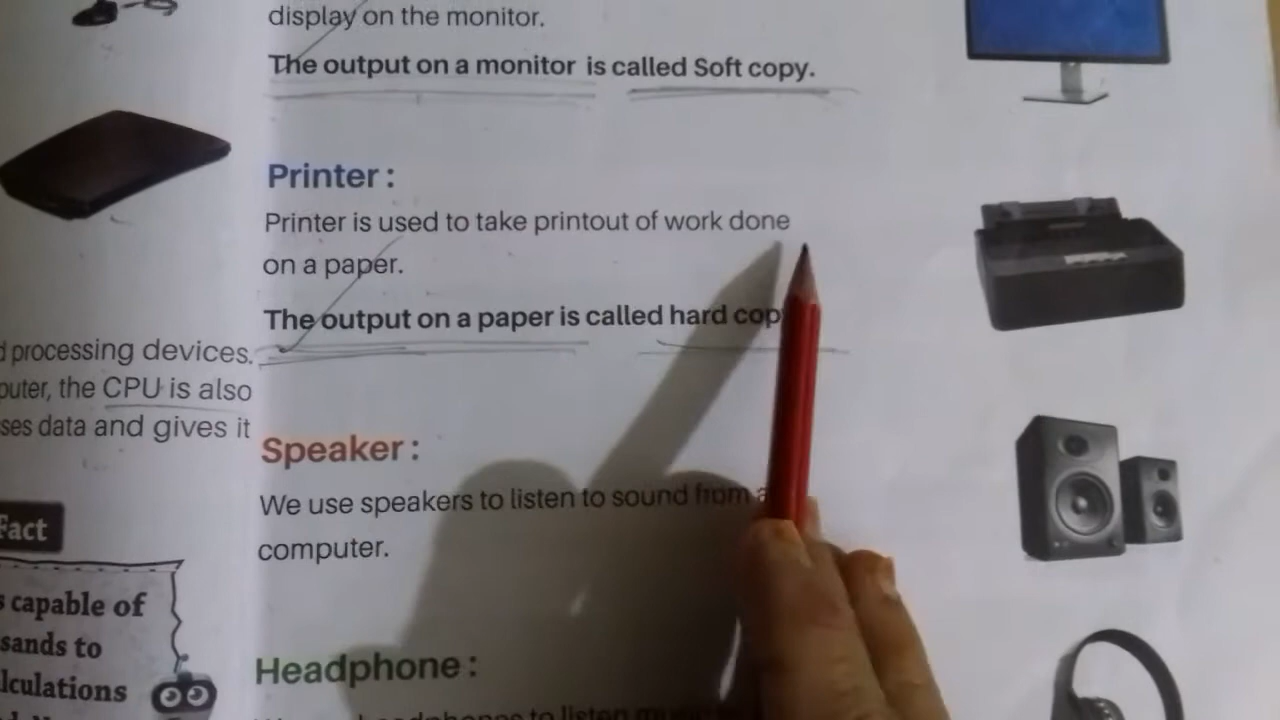 display on the monitor.
The output on a monitor is called Soft copy.
Printer :
Printer is used to take printout of work done
on a paper.
The output on a paper is called hard
processing devices.
the CPU is also
data and gives it
Speaker :
We use speakers to listen to sound from
computer.
Fact
capable of
to
Headphone :
to listen